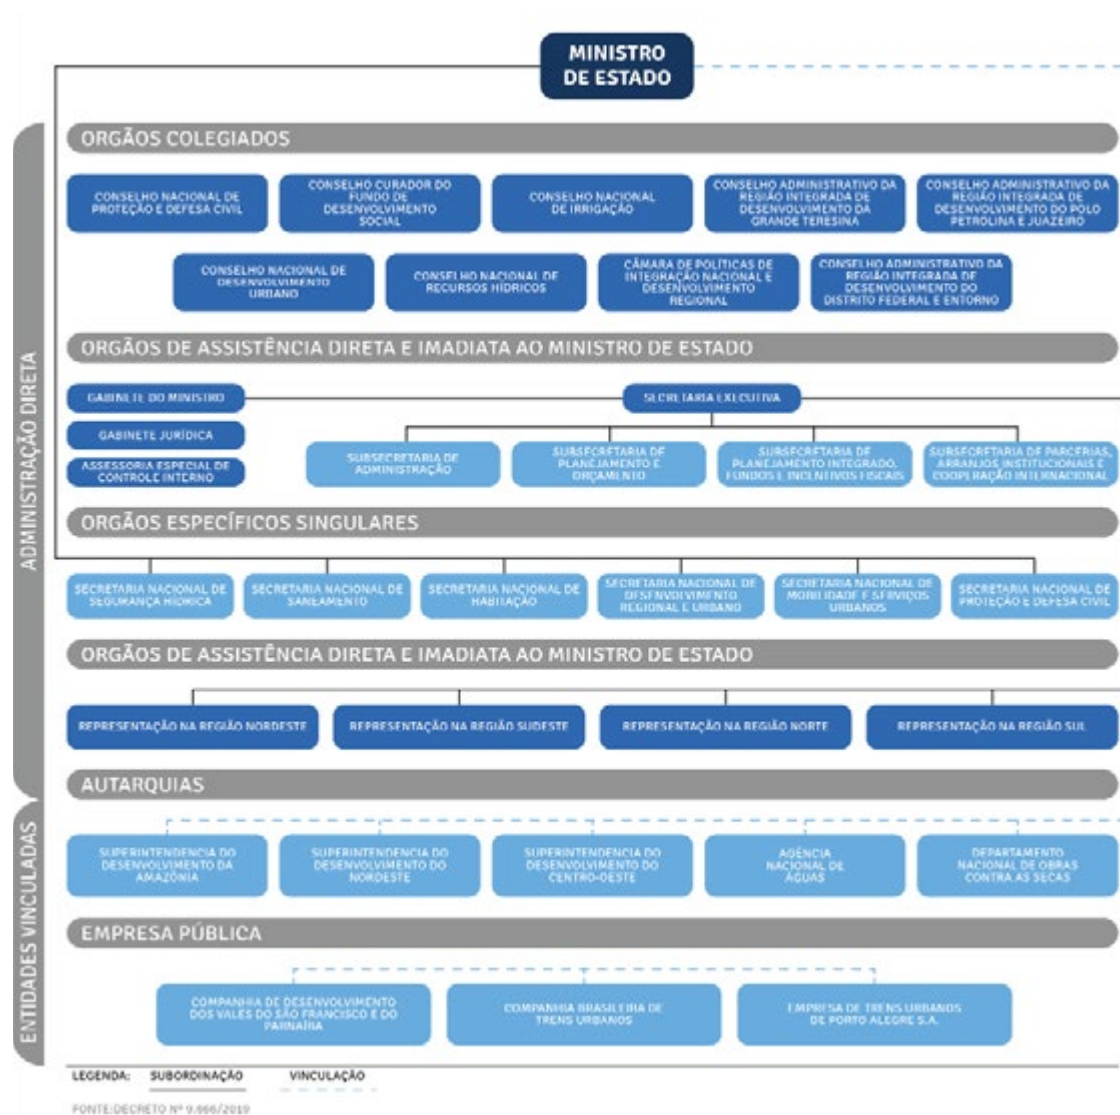 MINISTRO
DE ESTADO
ORGÃOS COLEGIADOS
CONSELHO NACIONAL DE
PROTEÇÃO E DEFESA CIVIL
CONSELHO CURADOR DO
FUNDO DE
DESENVOLVIMENTO
SOCIAL
CONSELHO NACIONAL
DE IRRIGAÇÃO
CONSELHO ADMINISTRATIVO DA
REGIÃO INTEGRADA DE
DESENVOLVIMENTO DA
GRANDE TERESINA
CONSELHO ADMINISTRATIVO DA
REGIÃO INTEGRADA DE
DESENVOLVIMENTO DO POLO
PETROLINA E JUAZEIRO
CONSELHO NACIONAL DE
DESENVOLVIMENTO
URBANO
CONSELHO NACIONAL DE
RECURSOS HÍDRICOS
CÂMARA DE POLÍTICAS DE
INTEGRAÇÃO NACIONAL E
DESENVOLVIMENTO
REGIONAL
CONSELHO ADMINISTRATIVO DA
REGIÃO INTEGRADA DE
DESENVOLVIMENTO DO
DISTRITO FEDERAL E ENTORNO
ADMINISTRAÇÃO DIRETA
ORGÃOS DE ASSISTÊNCIA DIRETA E IMADIATA AO MINISTRO DE ESTADO
GABINETE DO MINISTRO
SECRETARIA EXECUTIVA
GABINETE JURÍDICA
ASSESSORIA ESPECIAL DE
CONTROLE INTERNO
SUBSECRETARIA DE
ADMINISTRAÇÃO
SUBSECRETARIA DE
PLANEJAMENTO E
ORÇAMENTO
SUBSECRETARIA DE
PLANEJAMENTO INTEGRADO,
FUNDOS E INCENTIVOS FISCAIS
SUBSECRETARIA DE PARCERIAS,
ARRANJOS INSTITUCIONAIS E
COOPERAÇÃO INTERNACIONAL
ORGÃOS ESPECÍFICOS SINGULARES
SECRETARIA NACIONAL DE
SEGURANÇA HÍDRICA
SECRETARIA NACIONAL DE
SANEAMENTO
SECRETARIA NACIONAL DE
HABITAÇÃO
SECRETARIA NACIONAL DE
DESENVOLVIMENTO
REGIONAL E URBANO
SECRETARIA NACIONAL DE
MOBILIDADE E SERVIÇOS
URBANOS
SECRETARIA NACIONAL DE
PROTEÇÃO E DEFESA CIVIL
ORGÃOS DE ASSISTÊNCIA DIRETA E IMADIATA AO MINISTRO DE ESTADO
REPRESENTAÇÃO NA REGIÃO NORDESTE
REPRESENTAÇÃO NA REGIÃO SUDESTE
REPRESENTAÇÃO NA REGIÃO NORTE
REPRESENTAÇÃO NA REGIÃO SUL
AUTARQUIAS
ENTIDADES VINCULADAS
SUPERINTENDENCIA DO
DESENVOLVIMENTO DA
AMAZÔNIA
SUPERINTENDENCIA DO
DESENVOLVIMENTO DO
NORDESTE
SUPERINTENDENCIA DO
DESENVOLVIMENTO DO
CENTRO-OESTE
AGÊNCIA
NACIONAL DE
ÁGUAS
DEPARTAMENTO
NACIONAL DE OBRAS
CONTRA AS SECAS
EMPRESA PÚBLICA
COMPANHIA DE DESENVOLVIMENTO
DOS VALES DO SÃO FRANCISCO E DO
PARNAÍBA
COMPANHIA BRASILEIRA DE
TRENS URBANOS
EMPRESA DE TRENS URBANOS
DE PORTO ALEGRE S.A.
LEGENDA: SUBORDINAÇÃO VINCULAÇÃO
FONTE:DECRETO Nº 9.666/2019